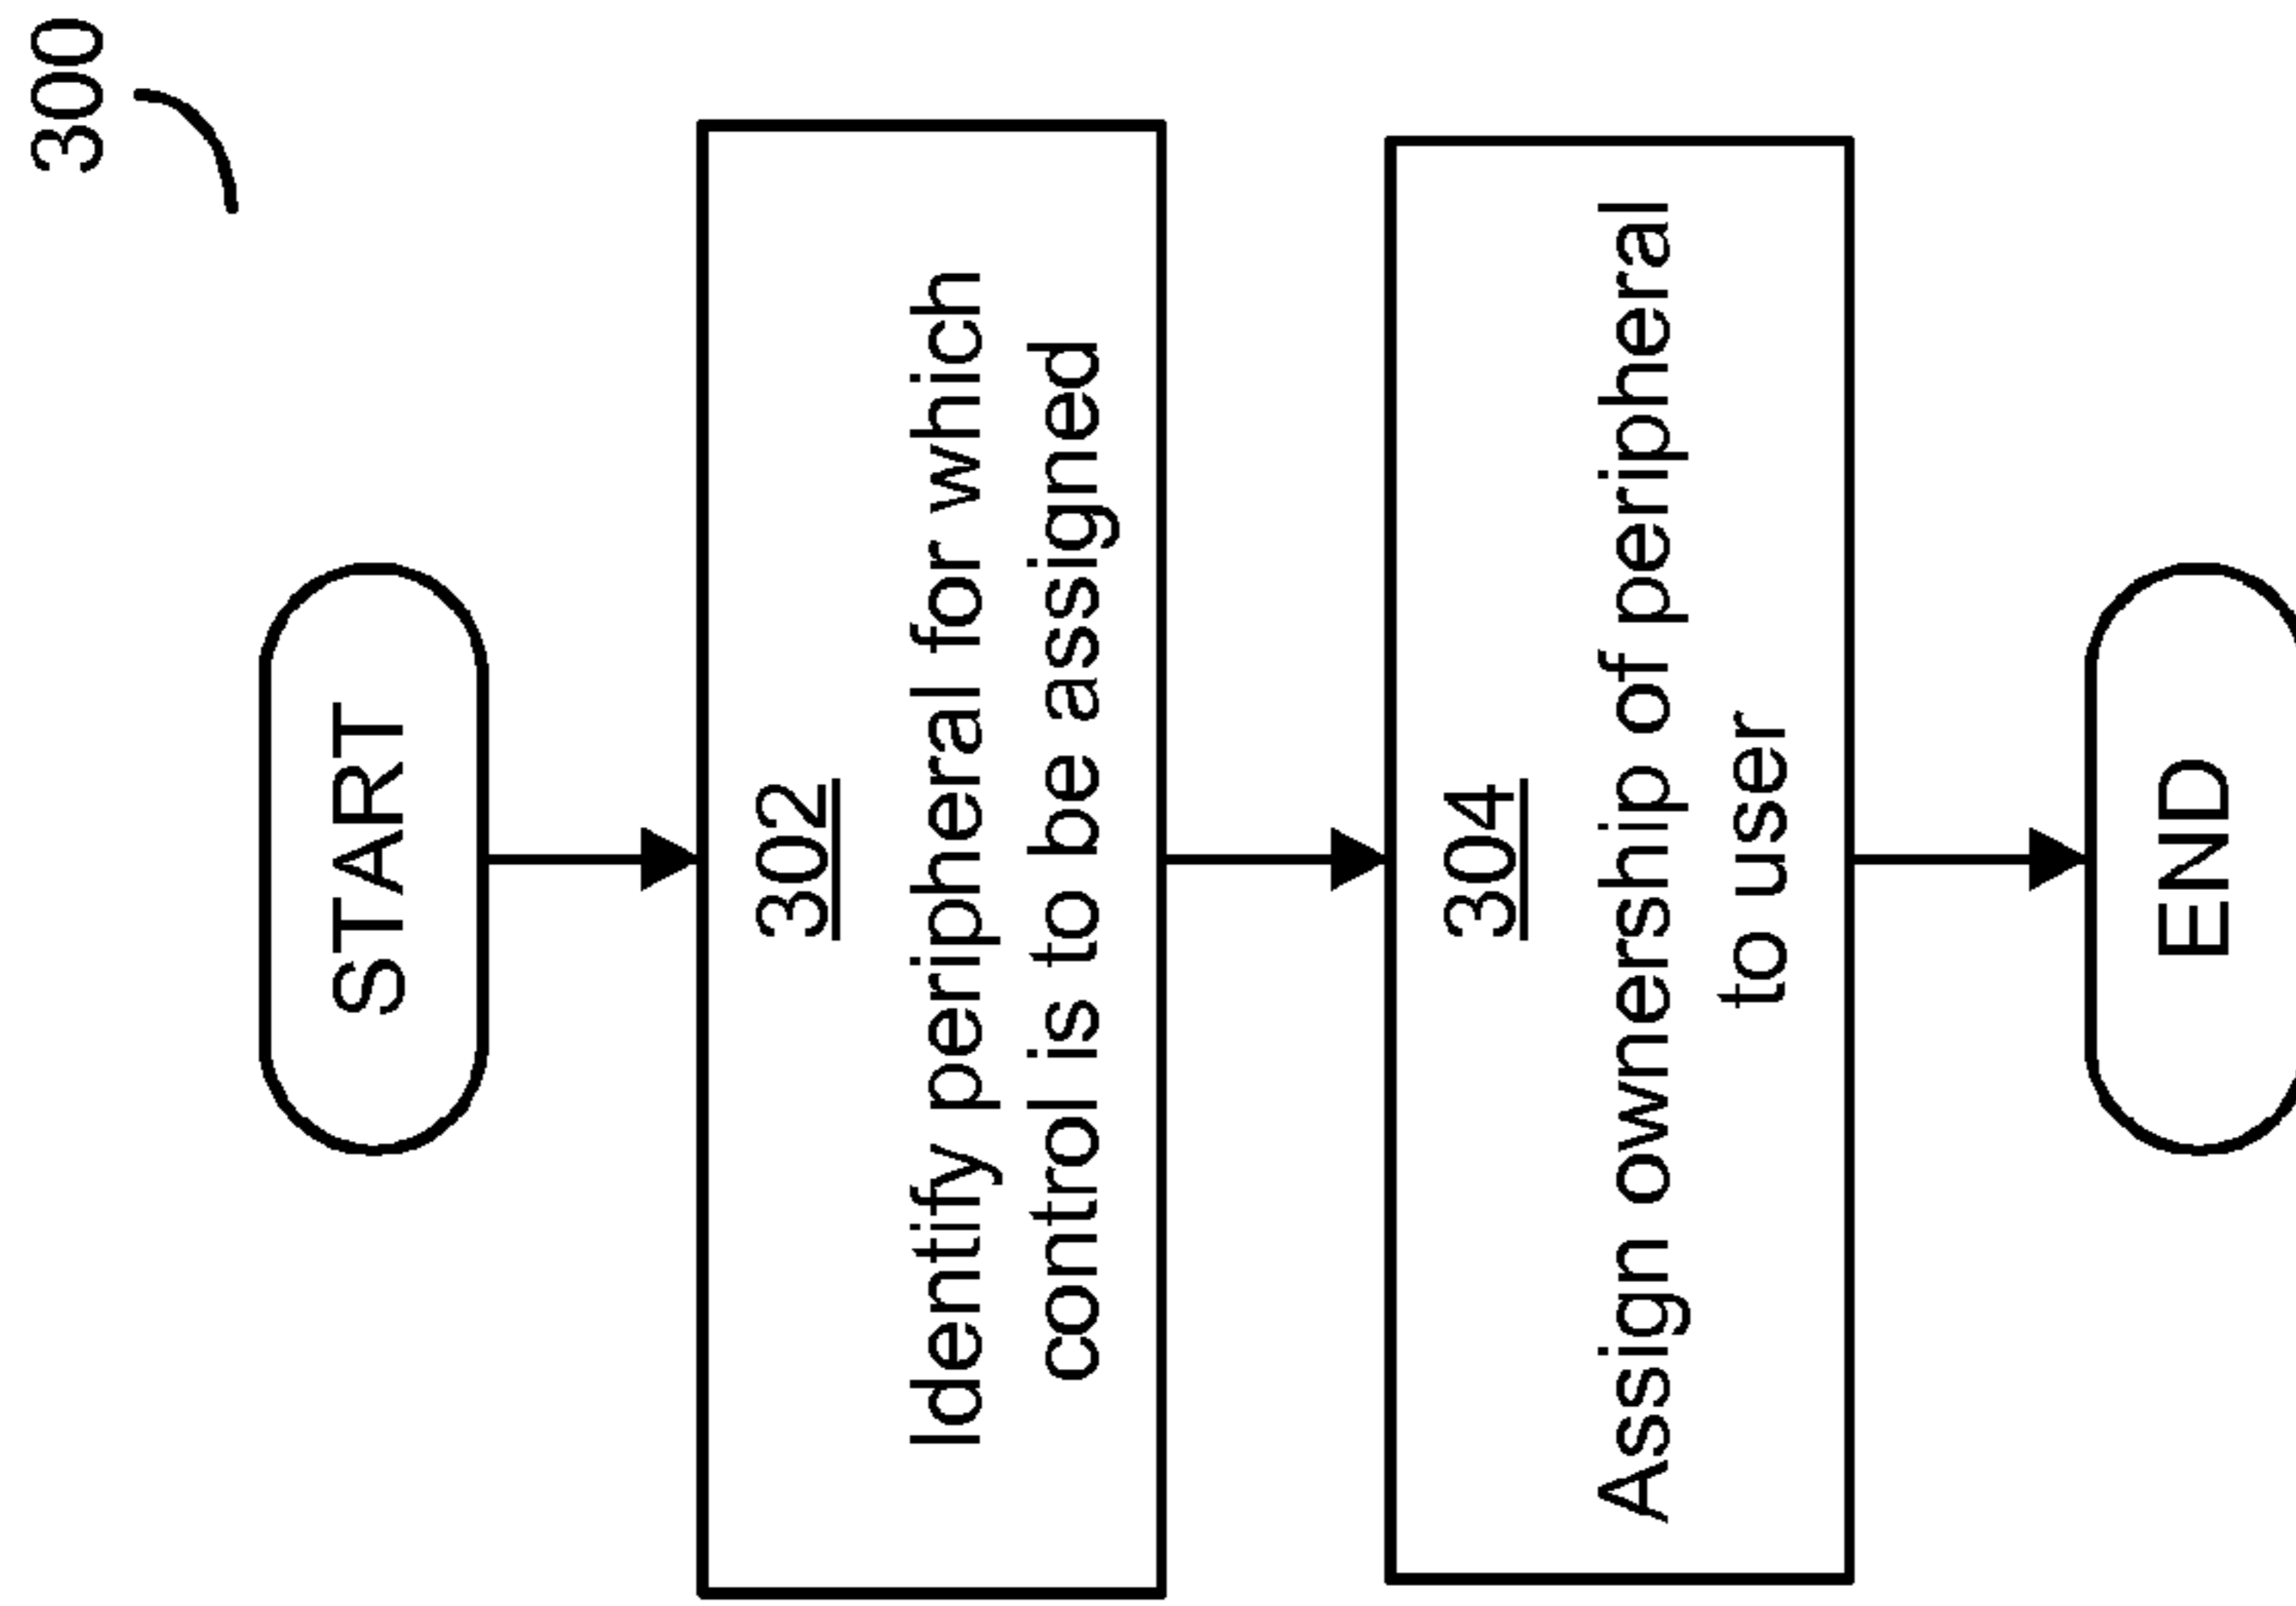 300
START
302
Identify peripheral for which
control is to be assigned
304
Assign ownership of peripheral
to user
END